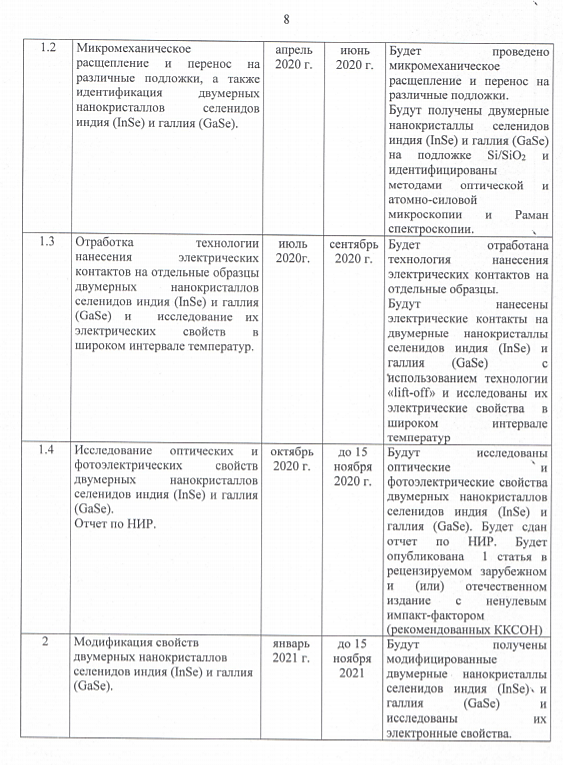 8
1.2
Микромеханическое
расщепление и перенос на
различные подложки, а также
идентификация двумерных
нанокристаллов селенидов
индия (InSe) и галлия (GaSe).
апрель
2020 г.
июнь
2020 г.
Будет проведено
микромеханическое
расщепление и перенос на
различные подложки.
Будут получены двумерные
нанокристаллы селенидов
индия (InSe) и галлия (GaSe)
на подложке Si/SiO₂ и
идентифицированы
методами оптической и
атомно-силовой
микроскопии и Раман
спектроскопии.
1.3
Отработка технологии
нанесения электрических
контактов на отдельные образцы
двумерных нанокристаллов
селенидов индия (InSe) и галлия
(GaSe) и исследование их
электрических свойств в
широком интервале температур.
июль
2020г.
сентябрь
2020 г.
Будет отработана
технология нанесения
электрических контактов на
отдельные образцы.
Будут нанесены
электрические контакты на
двумерные нанокристаллы
селенидов индия (InSe) и
галлия (GaSe) с
использованием технологии
«lift-off» и исследованы их
электрические свойства в
широком интервале
температур
1.4
Исследование оптических и
фотоэлектрических свойств
двумерных нанокристаллов
селенидов индия (InSe) и галлия
(GaSe).
Отчет по НИР.
октябрь
2020 г.
до 15
ноября
2020 г.
Будут исследованы
оптические и
фотоэлектрические свойства
двумерных нанокристаллов
селенидов индия (InSe) и
галлия (GaSe). Будет сдан
отчет по НИР. Будет
опубликована 1 статья в
рецензируемом зарубежном
и (или) отечественном
издание с ненулевым
импакт-фактором
(рекомендованных ККСОН)
2
Модификация свойств
двумерных нанокристаллов
селенидов индия (InSe) и галлия
(GaSe).
январь
2021 г.
до 15
ноября
2021
Будут получены
модифицированные
двумерные нанокристаллы
селенидов индия (InSe) и
галлия (GaSe) и
исследованы их
электронные свойства.